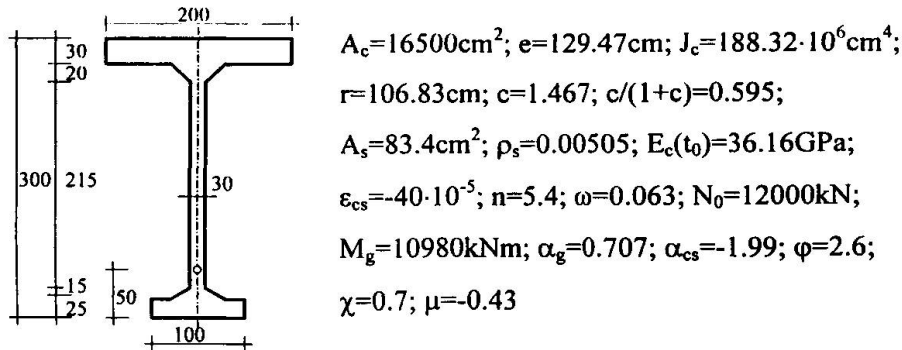 200
30
20
300
215
30
15
50
25
100
A_c=16500cm²; e=129.47cm; J_c=188.32·10⁶cm⁴;
r=106.83cm; c=1.467; c/(1+c)=0.595;
A_s=83.4cm²; ρ_s=0.00505; E_c(t₀)=36.16GPa;
ε_cs=-40·10⁻⁵; n=5.4; ω=0.063; N₀=12000kN;
M_g=10980kNm; α_g=0.707; α_cs=-1.99; φ=2.6;
χ=0.7; μ=-0.43